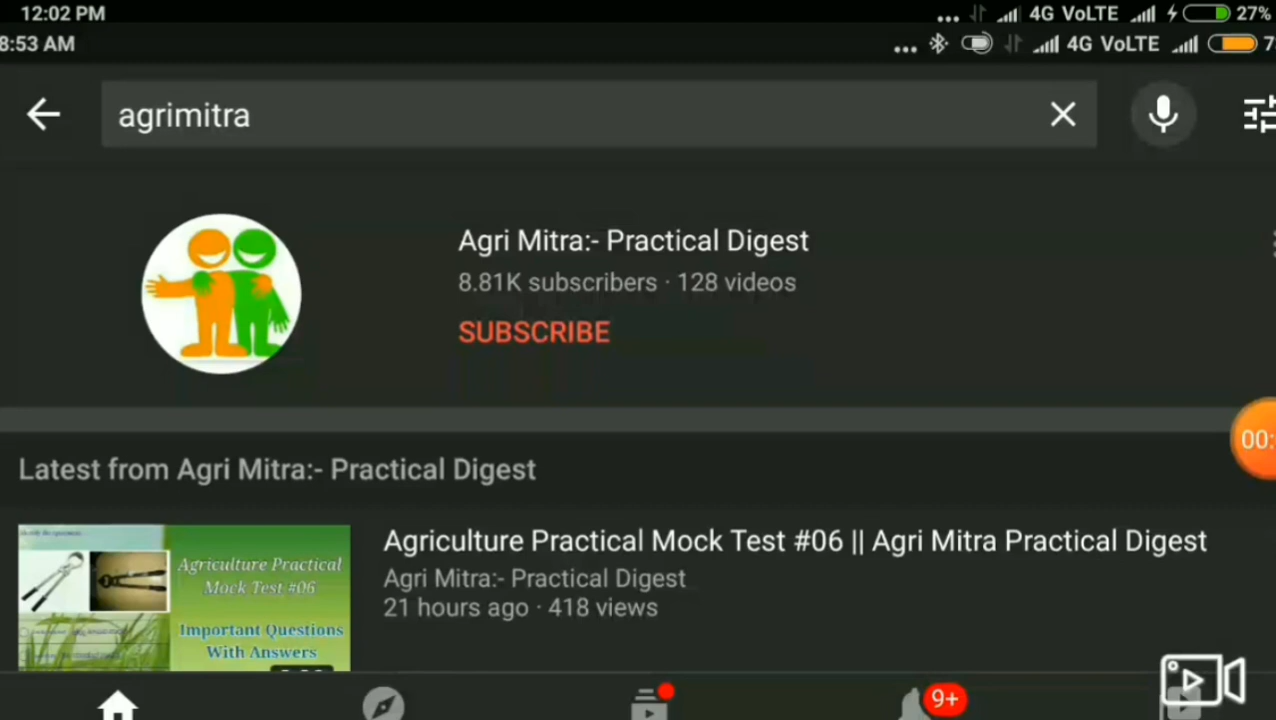 12:02 PM
4G VoLTE
27%
8:53 AM
4G VoLTE
agrimitra
Agri Mitra:- Practical Digest
8.81K subscribers · 128 videos
SUBSCRIBE
00:
Latest from Agri Mitra:- Practical Digest
Agriculture Practical
Mock Test #06
Important Questions
With Answers
Agriculture Practical Mock Test #06 || Agri Mitra Practical Digest
Agri Mitra:- Practical Digest
21 hours ago · 418 views
9+